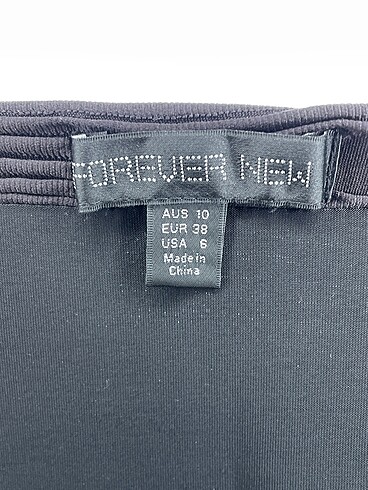 FOREVER NEW
AUS 10
EUR 38
USA 6
Made in
China